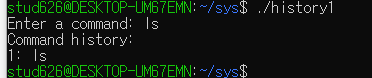 stud626@DESKTOP-UM67EMN:~/sys$ ./history1
Enter a command: ls
Command history:
1: ls
stud626@DESKTOP-UM67EMN:~/sys$